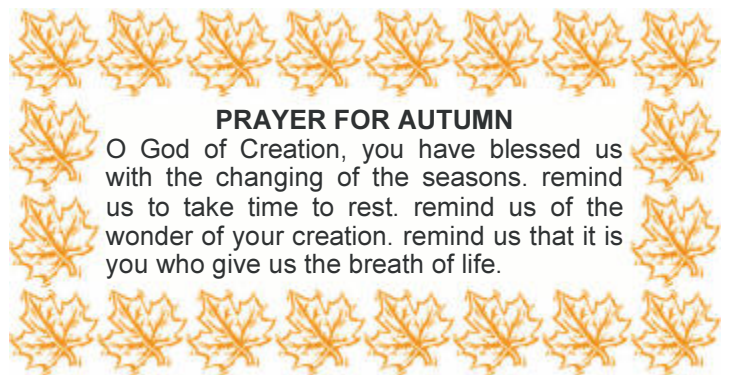 PRAYER FOR AUTUMN
O God of Creation, you have blessed us
with the changing of the seasons. remind
us to take time to rest. remind us of the
wonder of your creation. remind us that it is
you who give us the breath of life.